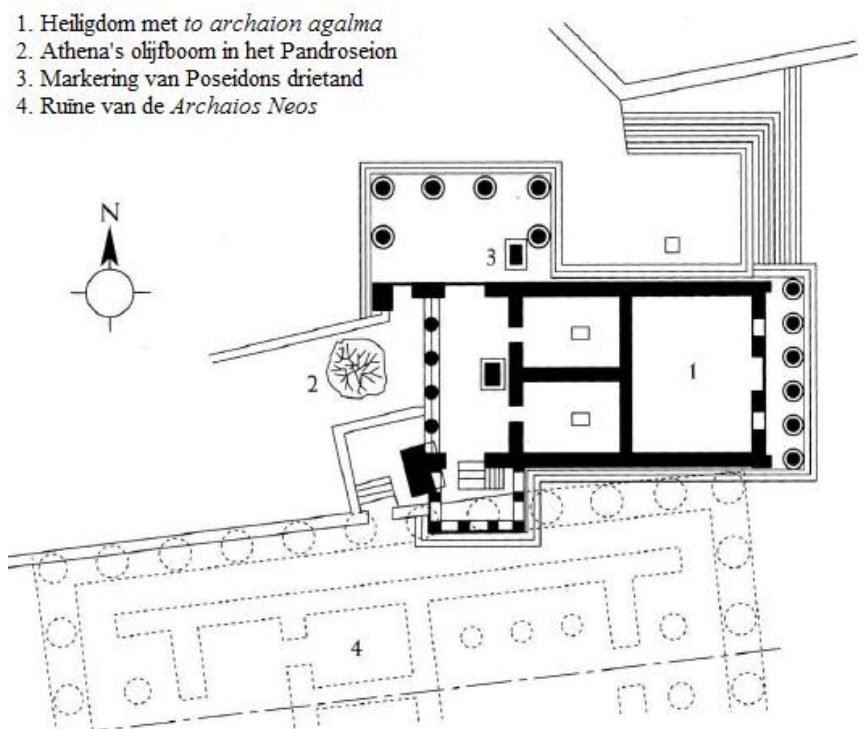 1. Heiligdom met to archaion agalma
2. Athena's olijfboom in het Pandroseion
3. Markering van Poseidons drietand
4. Ruïne van de Archaios Neos
N
3
1
2
4